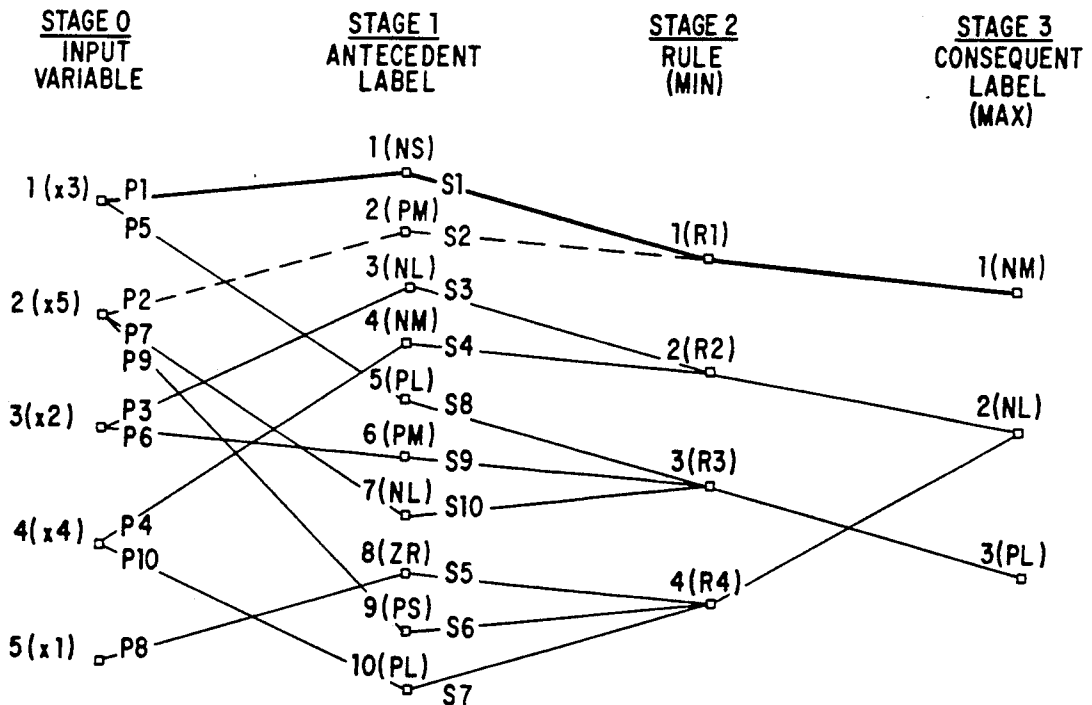 STAGE 0
INPUT
VARIABLE
STAGE 1
ANTECEDENT
LABEL
STAGE 2
RULE
(MIN)
STAGE 3
CONSEQUENT
LABEL
(MAX)
1(x3)
P1
P5
2(x5)
P2
P7
P9
3(x2)
P3
P6
4(x4)
P4
P10
5(x1)
P8
1(NS)
S1
2(PM)
S2
3(NL)
S3
4(NM)
S4
5(PL)
S8
6(PM)
S9
7(NL)
S10
8(ZR)
S5
9(PS)
S6
10(PL)
S7
1(R1)
2(R2)
3(R3)
4(R4)
1(NM)
2(NL)
3(PL)